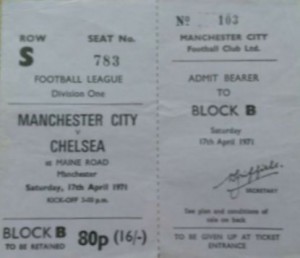 ROW SEAT No.
S 783
FOOTBALL LEAGUE
Division One
MANCHESTER CITY
v
CHELSEA
at MAINE ROAD
Manchester
Saturday, 17th April 1971
KICK-OFF 3-00 p.m.
BLOCK B
TO BE RETAINED
80p (16/-)
No 103
MANCHESTER CITY
Football Club Ltd.
ADMIT BEARER
TO
BLOCK B
Saturday
17th April 1971
SECRETARY
See plan and conditions of
sale on back
TO BE GIVEN UP AT TICKET
ENTRANCE